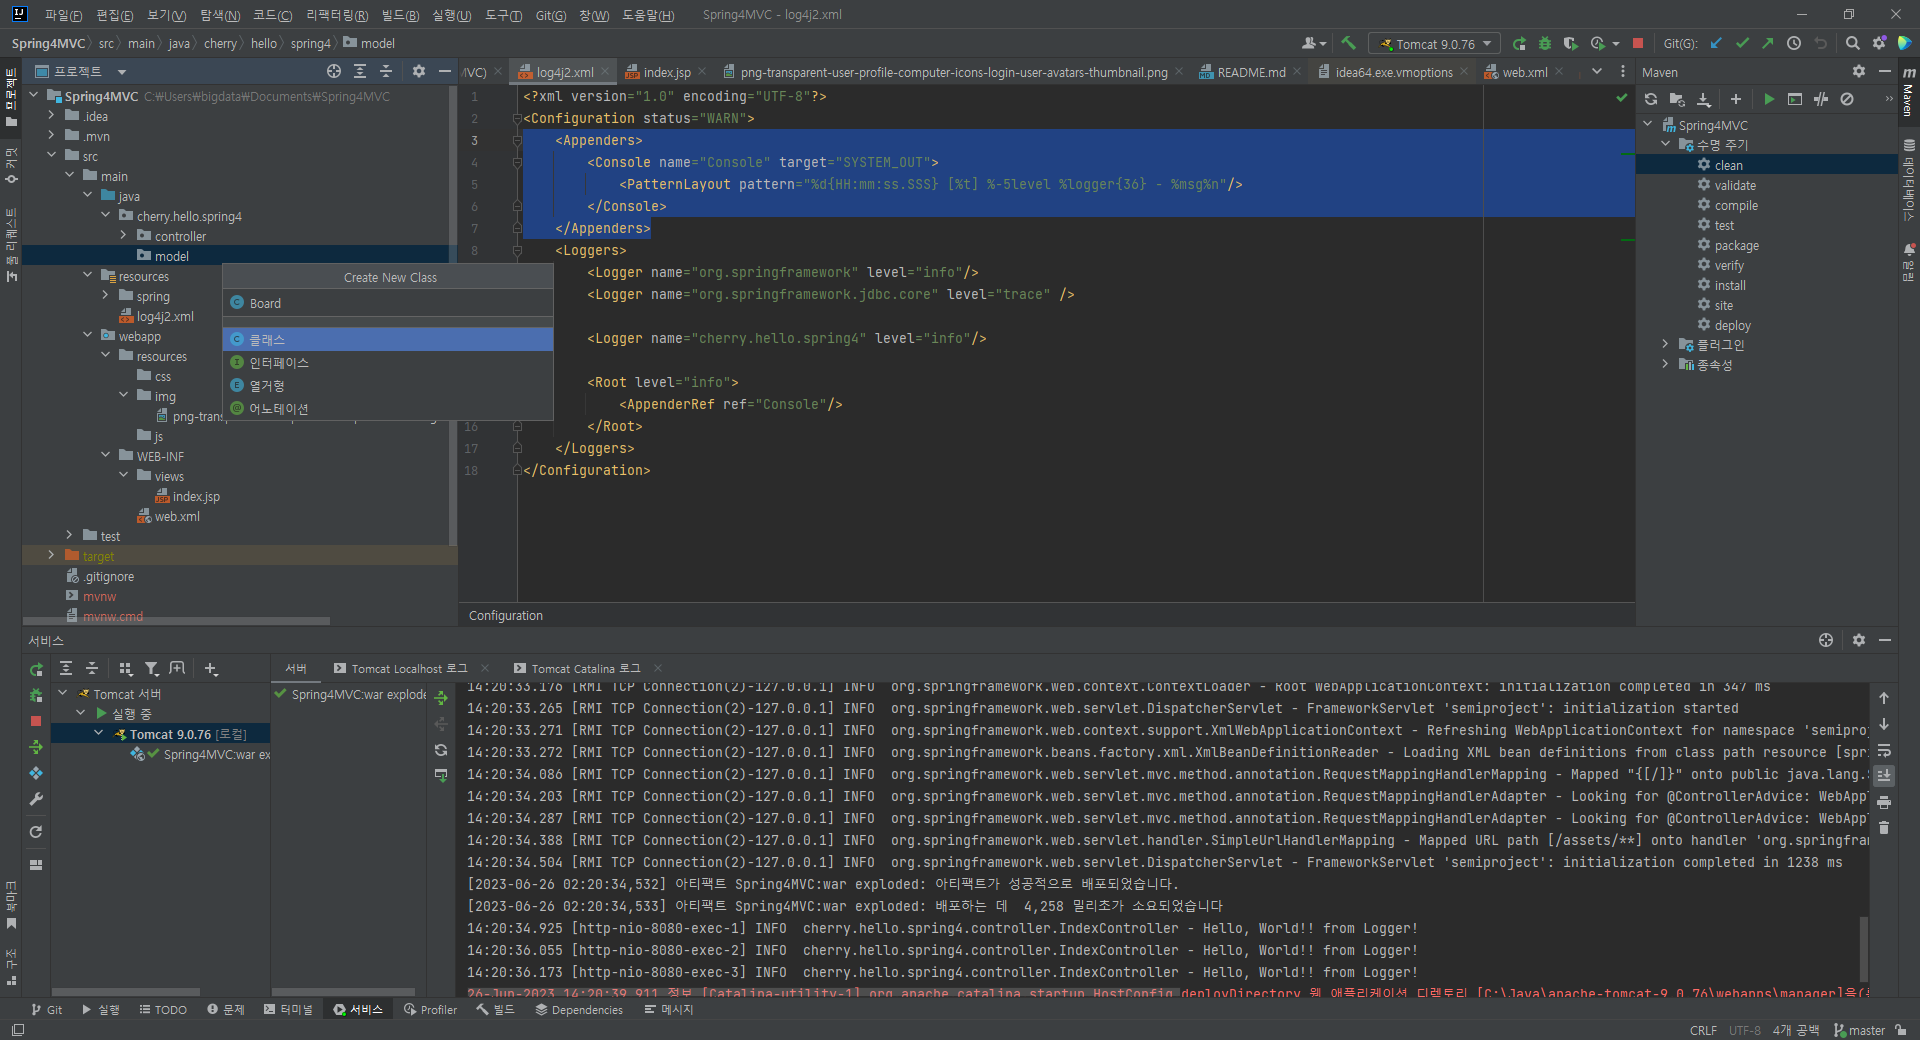 파일(F) 편집(E) 보기(V) 탐색(N) 코드(C) 리팩터링(R) 빌드(B) 실행(U) 도구(T) Git(G) 창(W) 도움말(H) Spring4MVC - log4j2.xml
Spring4MVC src main java cherry hello spring4 model
Tomcat 9.0.76
Git(G):
프로젝트
MVC) log4j2.xml index.jsp png-transparent-user-profile-computer-icons-login-user-avatars-thumbnail.png README.md idea64.exe.vmoptions web.xml
Spring4MVC C:₩Users₩bigdata₩Documents₩Spring4MVC
.idea
.mvn
src
main
java
cherry.hello.spring4
controller
model
resources
spring
log4j2.xml
webapp
resources
css
img
png-trans
js
WEB-INF
views
index.jsp
web.xml
test
target
.gitignore
mvnw
mvnw.cmd
Create New Class
Board
클래스
인터페이스
열거형
어노테이션
1 <?xml version="1.0" encoding="UTF-8"?>
2 <Configuration status="WARN">
3 <Appenders>
4 <Console name="Console" target="SYSTEM_OUT">
5 <PatternLayout pattern="%d{HH:mm:ss.SSS} [%t] %-5level %logger{36} - %msg%n"/>
6 </Console>
7 </Appenders>
8 <Loggers>
<Logger name="org.springframework" level="info"/>
<Logger name="org.springframework.jdbc.core" level="trace" />
<Logger name="cherry.hello.spring4" level="info"/>
<Root level="info">
<AppenderRef ref="Console"/>
16 </Root>
17 </Loggers>
18 </Configuration>
Configuration
Maven
Spring4MVC
수명 주기
clean
validate
compile
test
package
verify
install
site
deploy
플러그인
종속성
프로젝트
커밋
풀 리퀘스트
북마크
구조
Maven
데이터베이스
알림
서비스
서버 Tomcat Localhost 로그 Tomcat Catalina 로그
Tomcat 서버
실행 중
Tomcat 9.0.76 [로컬]
Spring4MVC:war ex
Spring4MVC:war explode
14:20:33.176 [RMI TCP Connection(2)-127.0.0.1] INFO org.springframework.web.context.ContextLoader - Root WebApplicationContext: initialization completed in 347 ms
14:20:33.265 [RMI TCP Connection(2)-127.0.0.1] INFO org.springframework.web.servlet.DispatcherServlet - FrameworkServlet 'semiproject': initialization started
14:20:33.271 [RMI TCP Connection(2)-127.0.0.1] INFO org.springframework.web.context.support.XmlWebApplicationContext - Refreshing WebApplicationContext for namespace 'semiproj
14:20:33.272 [RMI TCP Connection(2)-127.0.0.1] INFO org.springframework.beans.factory.xml.XmlBeanDefinitionReader - Loading XML bean definitions from class path resource [spr
14:20:34.086 [RMI TCP Connection(2)-127.0.0.1] INFO org.springframework.web.servlet.mvc.method.annotation.RequestMappingHandlerMapping - Mapped "{[/]}" onto public java.lang.S
14:20:34.203 [RMI TCP Connection(2)-127.0.0.1] INFO org.springframework.web.servlet.mvc.method.annotation.RequestMappingHandlerAdapter - Looking for @ControllerAdvice: WebAppl
14:20:34.287 [RMI TCP Connection(2)-127.0.0.1] INFO org.springframework.web.servlet.mvc.method.annotation.RequestMappingHandlerAdapter - Looking for @ControllerAdvice: WebAppl
14:20:34.388 [RMI TCP Connection(2)-127.0.0.1] INFO org.springframework.web.servlet.handler.SimpleUrlHandlerMapping - Mapped URL path [/assets/**] onto handler 'org.springfram
14:20:34.504 [RMI TCP Connection(2)-127.0.0.1] INFO org.springframework.web.servlet.DispatcherServlet - FrameworkServlet 'semiproject': initialization completed in 1238 ms
[2023-06-26 02:20:34,532] 아티팩트 Spring4MVC:war exploded: 아티팩트가 성공적으로 배포되었습니다.
[2023-06-26 02:20:34,533] 아티팩트 Spring4MVC:war exploded: 배포하는 데 4,258 밀리초가 소요되었습니다
14:20:34.925 [http-nio-8080-exec-1] INFO cherry.hello.spring4.controller.IndexController - Hello, World!! from Logger!
14:20:36.055 [http-nio-8080-exec-2] INFO cherry.hello.spring4.controller.IndexController - Hello, World!! from Logger!
14:20:36.173 [http-nio-8080-exec-3] INFO cherry.hello.spring4.controller.IndexController - Hello, World!! from Logger!
26-Jun-2023 14:20:39.911 정보 [Catalina-utility-1] org.apache.catalina.startup.HostConfig.deployDirectory 웹 애플리케이션 디렉토리 [C:\Java\apache-tomcat-9.0.76\webapps\manager]을(를
Git 실행 TODO 문제 터미널 서비스 Profiler 빌드 Dependencies 메시지
CRLF UTF-8 4개 공백 master